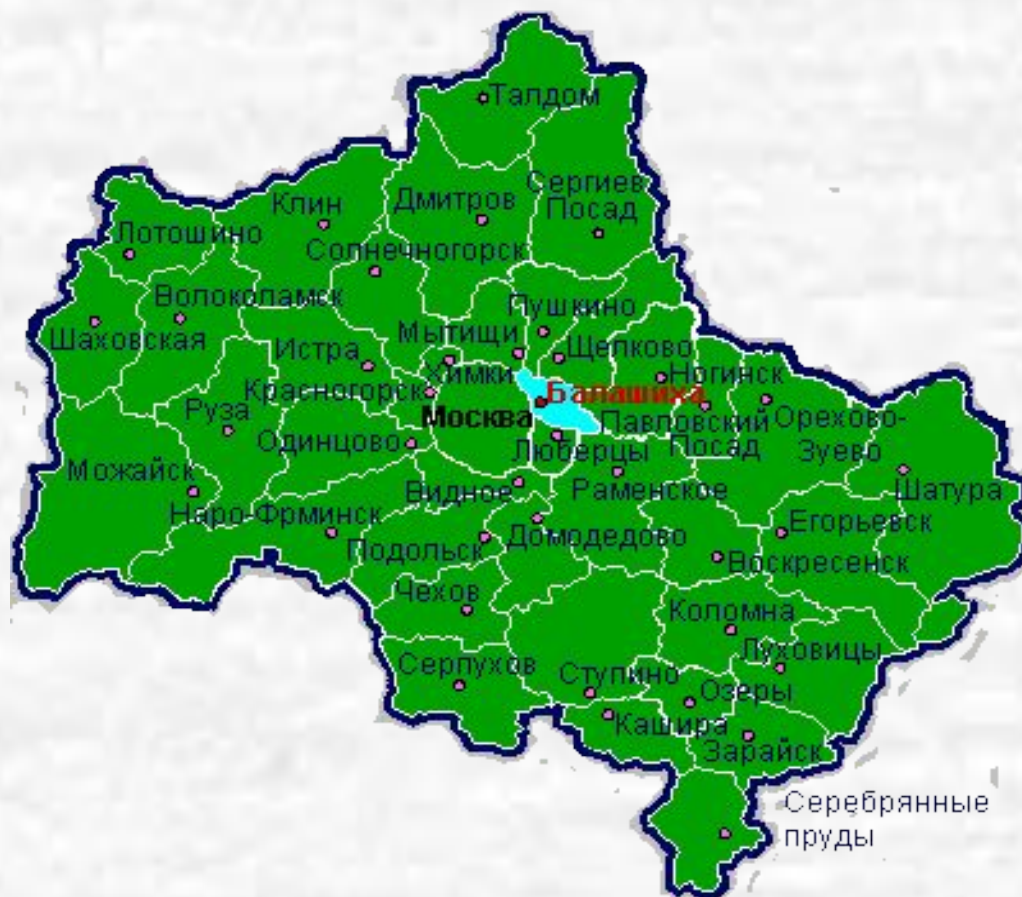 Талдом
Сергиев
Посад
Дмитров
Клин
Лотошино
Солнечногорск
Волоколамск
Пушкино
Шаховская
Мытищи
Щелково
Истра
Химки
Ногинск
Красногорск
Балашиха
Руза
Москва
Павловский
Посад
Орехово-
Зуево
Одинцово
Люберцы
Можайск
Видное
Раменское
Шатура
Наро-Фрминск
Егорьевск
Подольск
Домодедово
Воскресенск
Чехов
Коломна
Луховицы
Серпухов
Ступино
Озеры
Кашира
Зарайск
Серебрянные
пруды